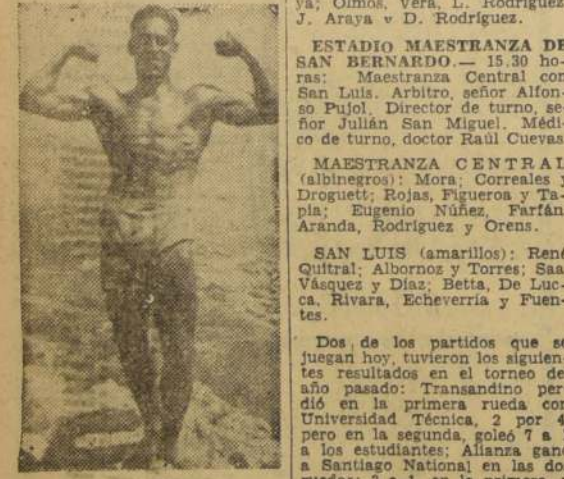 ya; Olmos, Vera, L. Rodríguez
J. Araya v D. Rodríguez.
ESTADIO MAESTRANZA DE
SAN BERNARDO.— 15.30 ho-
ras: Maestranza Central con
San Luis. Arbitro, señor Alfon-
so Pujol, Director de turno, se-
ñor Julián San Miguel. Médi-
co de turno, doctor Raúl Cuevas
MAESTRANZA CENTRAL
(albinegros): Mora; Correales y
Droguett; Rojas, Figueroa y Ta-
pia; Eugenio Núñez, Farfán
Aranda, Rodríguez y Orens.
SAN LUIS (amarillos): René
Quitral; Albornoz y Torres; Saa
Vásquez y Díaz; Betta, De Luc-
ca, Rivara, Echeverría y Fuen-
tes.
Dos de los partidos que se
juegan hoy, tuvieron los siguien-
tes resultados en el torneo de
año pasado: Transandino per
dió en la primera rueda con
Universidad Técnica, 2 por 4
pero en la segunda, goleó 7 a
a los estudiantes; Alianza ganó
a Santiago National en las do